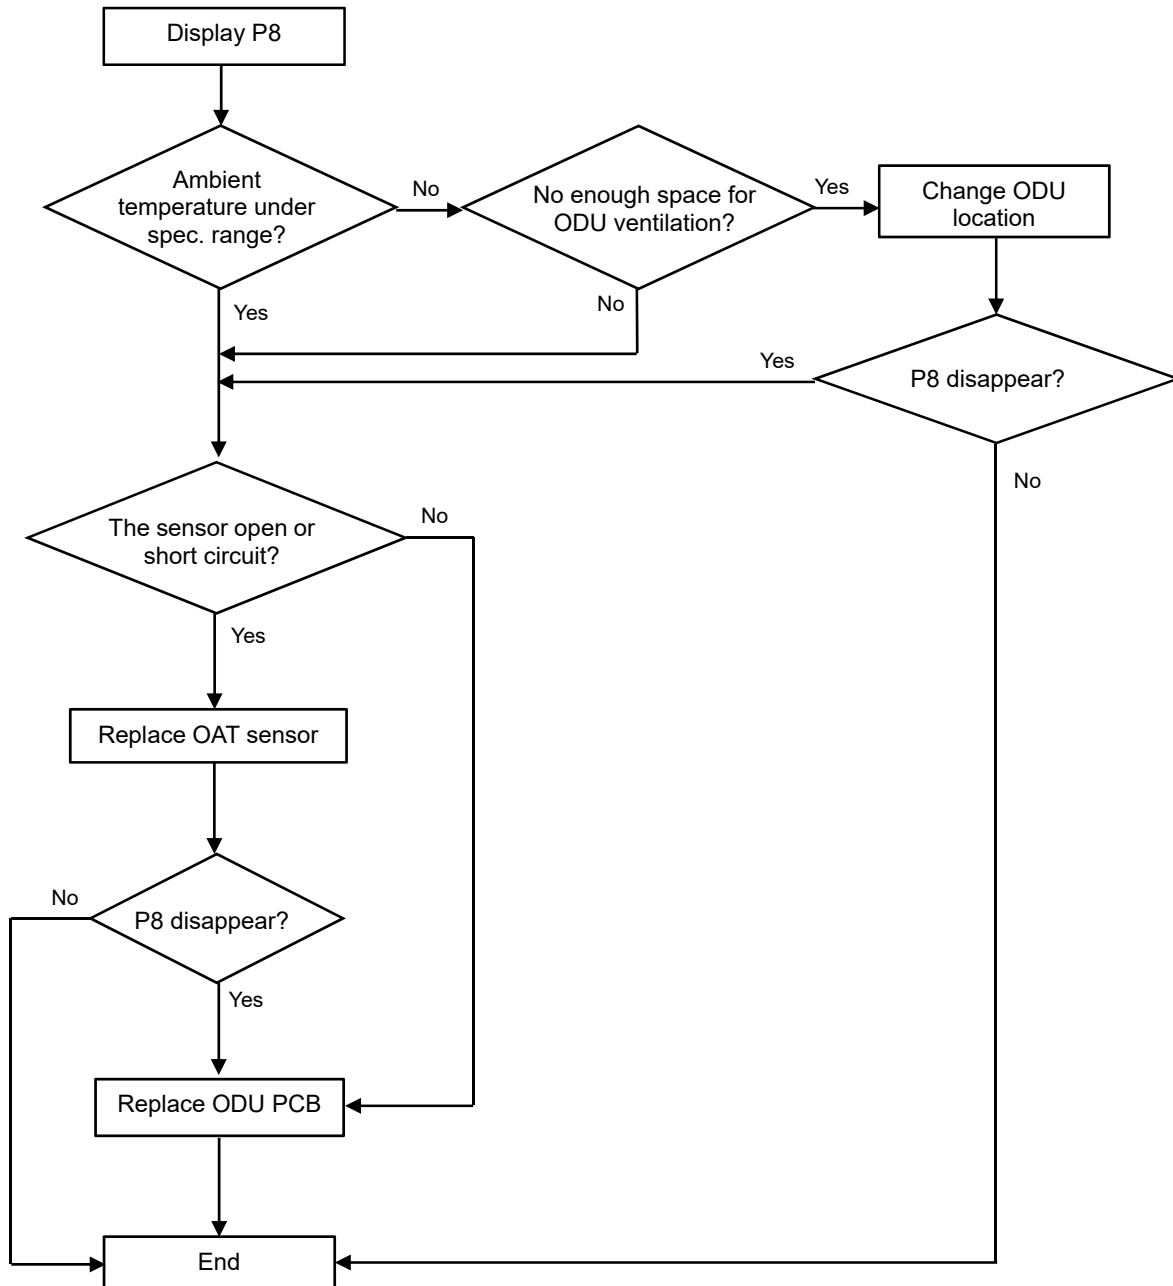 Display P8
Ambient
temperature under
spec. range?
No
No enough space for
ODU ventilation?
Yes
Change ODU
location
Yes
No
Yes
P8 disappear?
No
The sensor open or
short circuit?
No
Yes
Replace OAT sensor
No
P8 disappear?
Yes
Replace ODU PCB
End